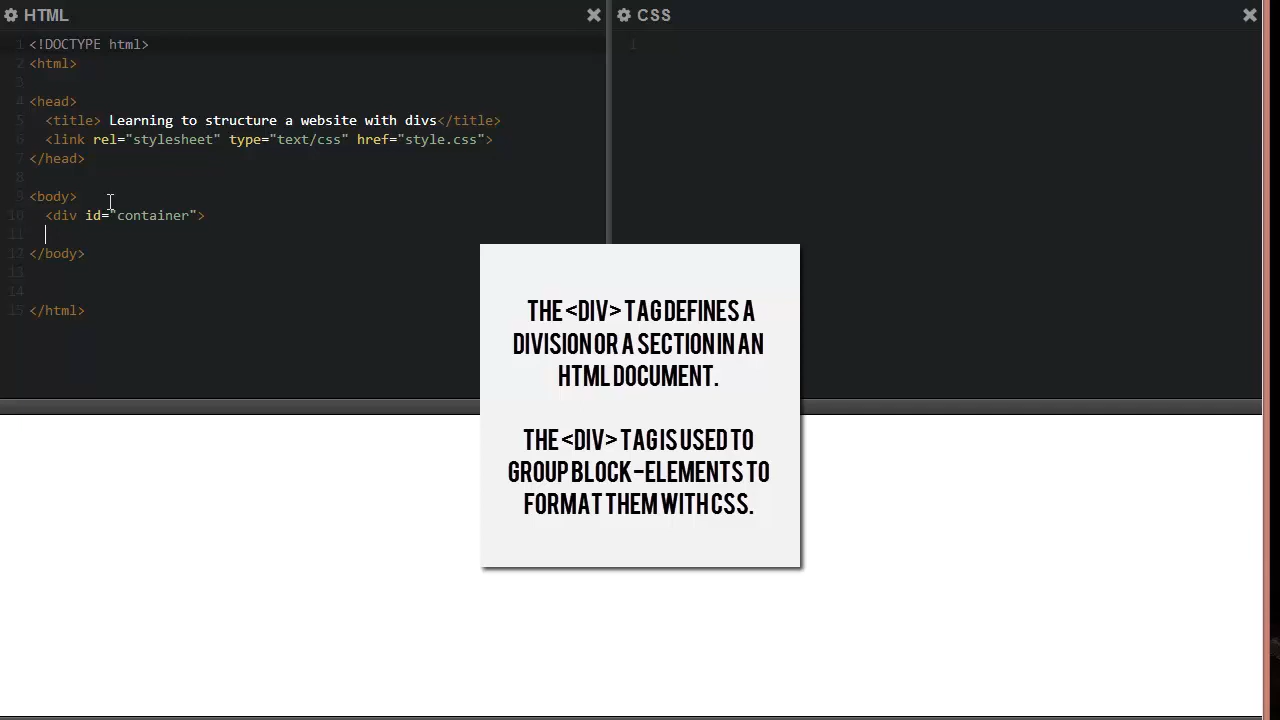 HTML
1 <!DOCTYPE html>
2 <html>
3
4 <head>
5 <title> Learning to structure a website with divs</title>
6 <link rel="stylesheet" type="text/css" href="style.css">
7 </head>
8
9 <body>
10 <div id="container">
11
12 </body>
13
14
15 </html>
CSS
1
THE <DIV> TAG DEFINES A
DIVISION OR A SECTION IN AN
HTML DOCUMENT.
THE <DIV> TAG IS USED TO
GROUP BLOCK-ELEMENTS TO
FORMAT THEM WITH CSS.